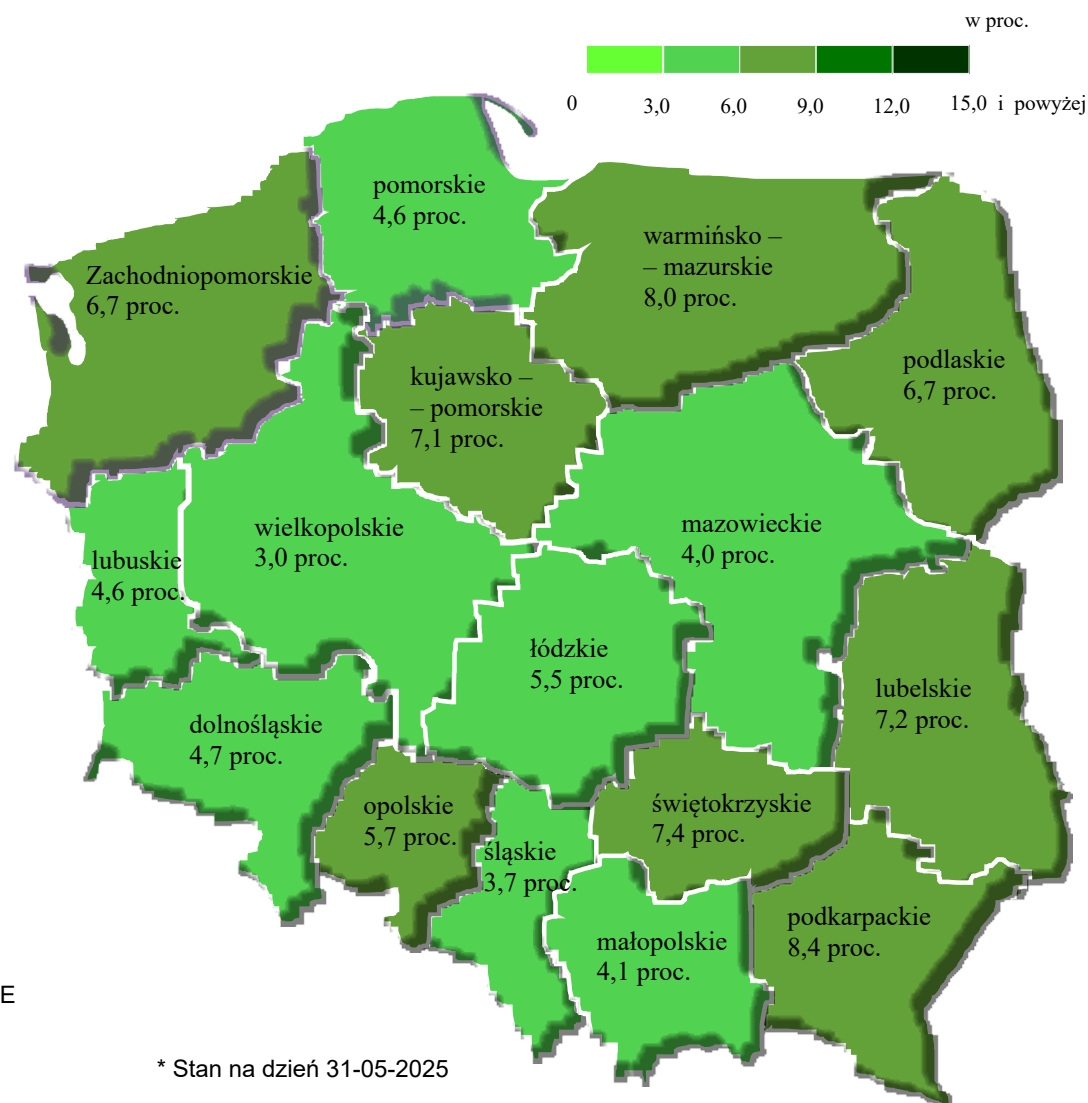 w proc.
0 3,0 6,0 9,0 12,0 15,0 i powyżej
pomorskie
4,6 proc.
warmińsko –
– mazurskie
8,0 proc.
Zachodniopomorskie
6,7 proc.
podlaskie
6,7 proc.
kujawsko –
– pomorskie
7,1 proc.
wielkopolskie
3,0 proc.
mazowieckie
4,0 proc.
lubuskie
4,6 proc.
łódzkie
5,5 proc.
lubelskie
7,2 proc.
dolnośląskie
4,7 proc.
opolskie
5,7 proc.
świętokrzyskie
7,4 proc.
śląskie
3,7 proc.
podkarpackie
8,4 proc.
małopolskie
4,1 proc.
E
* Stan na dzień 31-05-2025